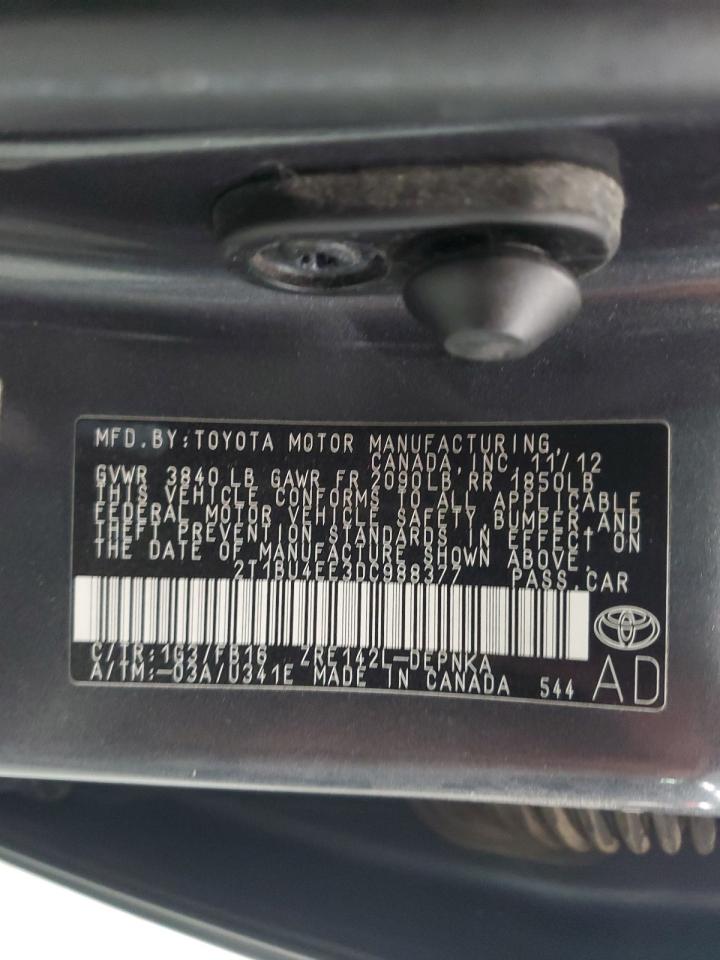 MFD.BY:TOYOTA MOTOR MANUFACTURING,
CANADA,INC. 11/12
GVWR 3840 LB GAWR FR 2090LB RR 1850LB
THIS VEHICLE CONFORMS TO ALL APPLICABLE
FEDERAL MOTOR VEHICLE SAFETY,BUMPER,AND
THEFT PREVENTION STANDARDS IN EFFECT ON
THE DATE OF MANUFACTURE SHOWN ABOVE.
2T1BU4EE3DC988377 PASS.CAR
C/TR:1G3/FB16 ZRE142L-DEPNKA
A/TM:-03A/U341E MADE IN CANADA 544
AD